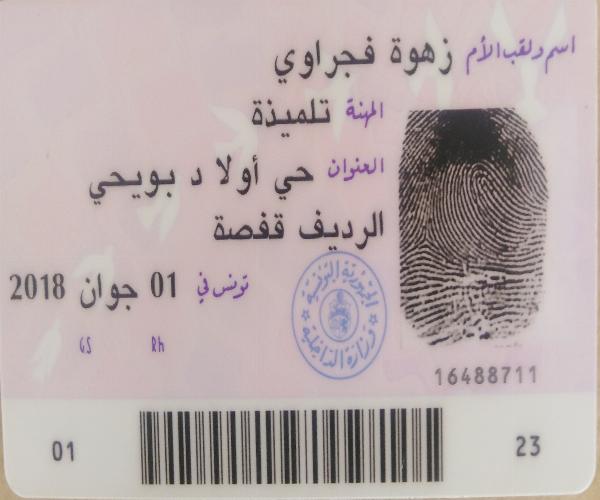 اسم ولقب الأم زهوة فجراوي
المهنة تلميذة
العنوان حي أولاد بويحي
الرديف قفصة
تونس في 01 جوان 2018
GS Rh
الجمهورية التونسية
وزارة الداخلية
16488711
01 23